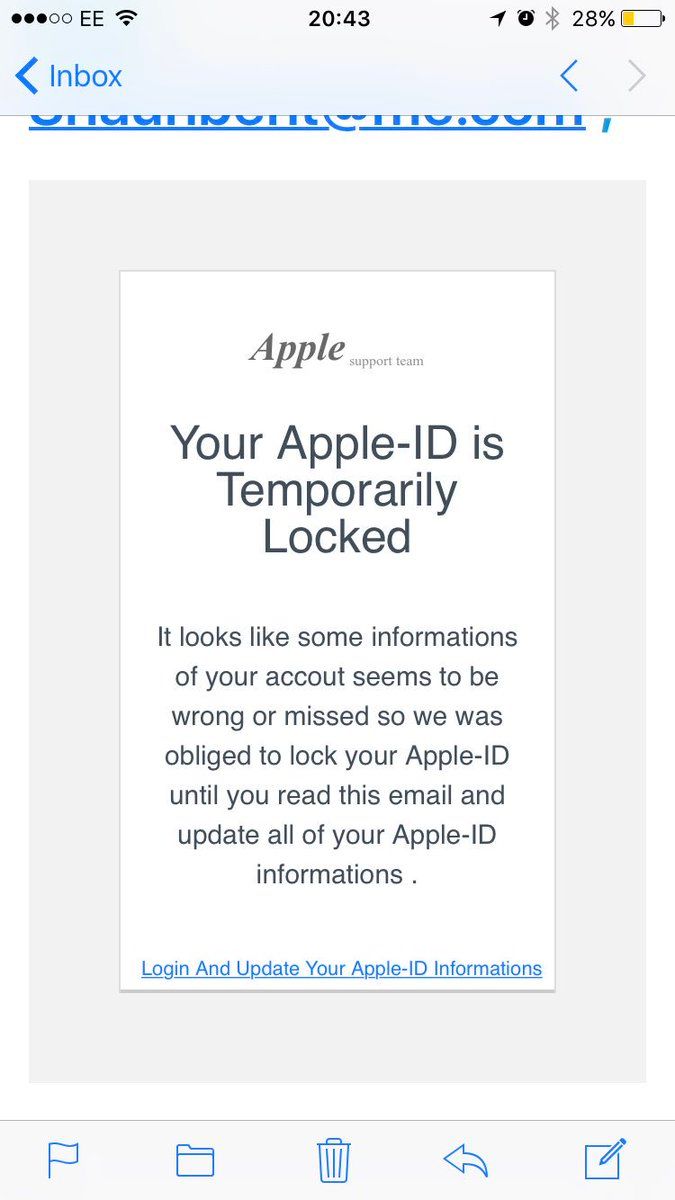 EE 20:43 28%
Inbox
Apple support team
Your Apple-ID is
Temporarily
Locked
It looks like some informations
of your accout seems to be
wrong or missed so we was
obliged to lock your Apple-ID
until you read this email and
update all of your Apple-ID
informations .
Login And Update Your Apple-ID Informations